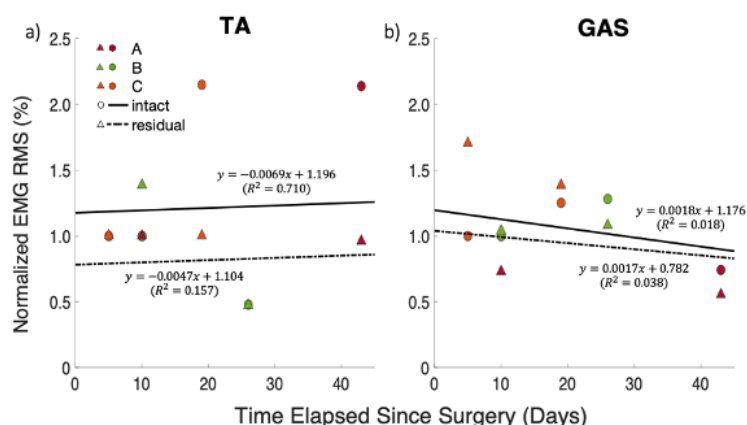 a)
TA
b)
GAS
Normalized EMG RMS (%)
2.5
2.0
1.5
1.0
0.5
0
A
B
C
intact
residual
y = −0.0069x + 1.196
(R² = 0.710)
y = −0.0047x + 1.104
(R² = 0.157)
0 10 20 30 40
2.5
2.0
1.5
1.0
0.5
0
y = 0.0018x + 1.176
(R² = 0.018)
y = 0.0017x + 0.782
(R² = 0.038)
0 10 20 30 40
Time Elapsed Since Surgery (Days)